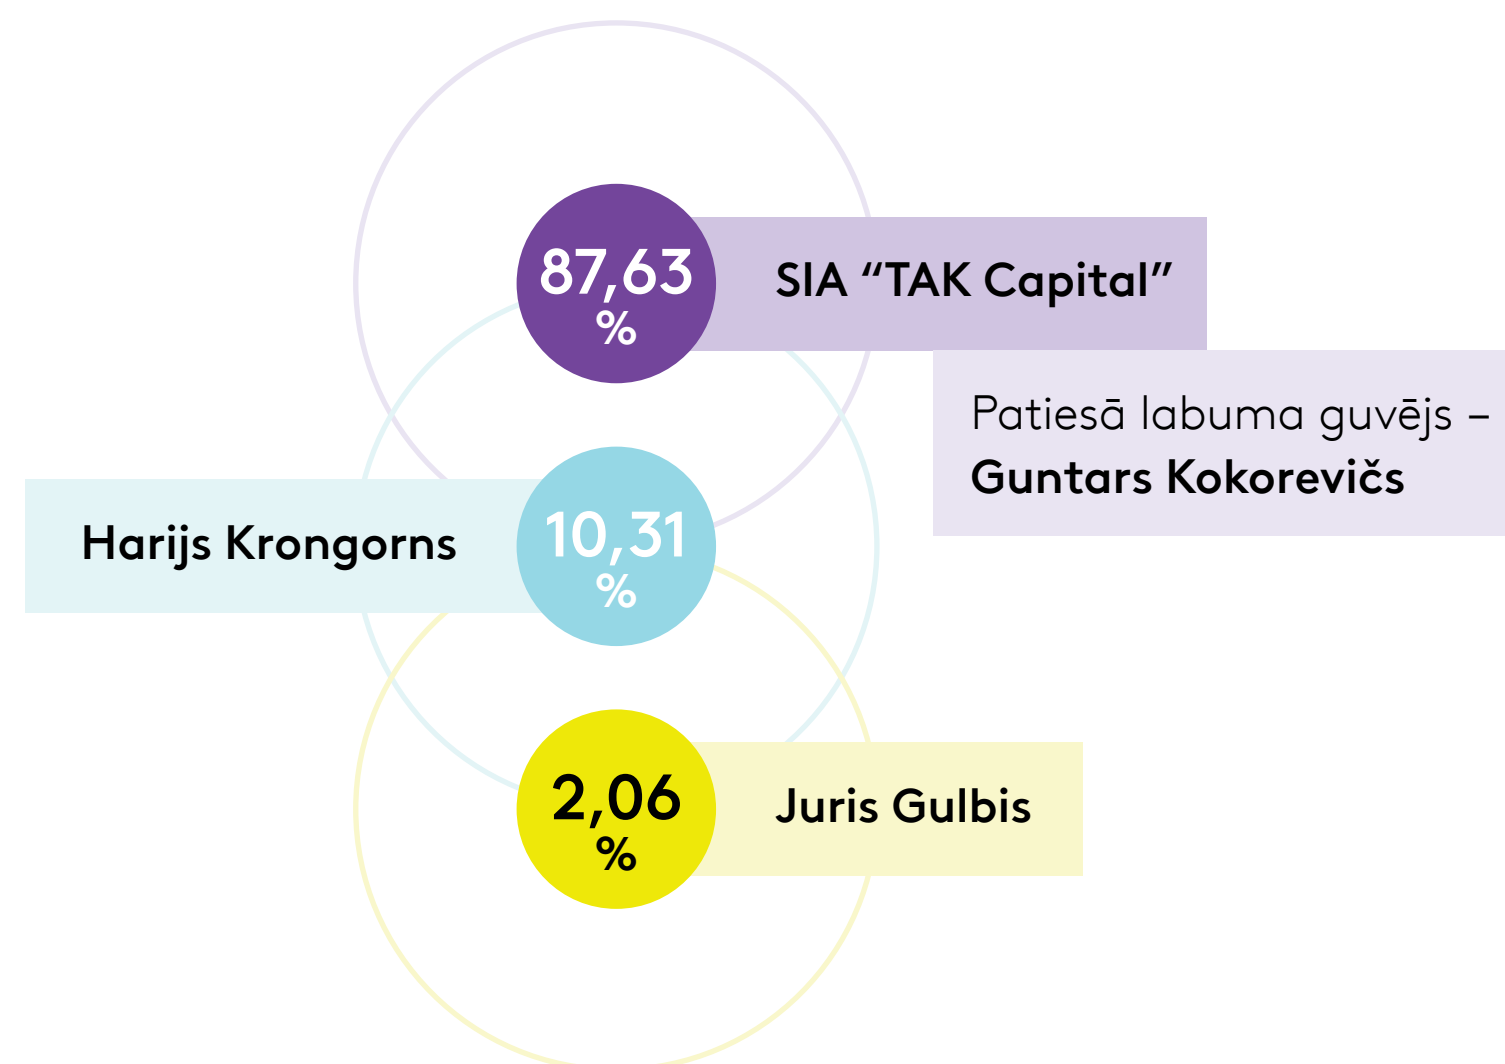 87,63
%
SIA “TAK Capital”
Patiesā labuma guvējs –
Guntars Kokorevičs
Harijs Krongorns
10,31
%
2,06
%
Juris Gulbis